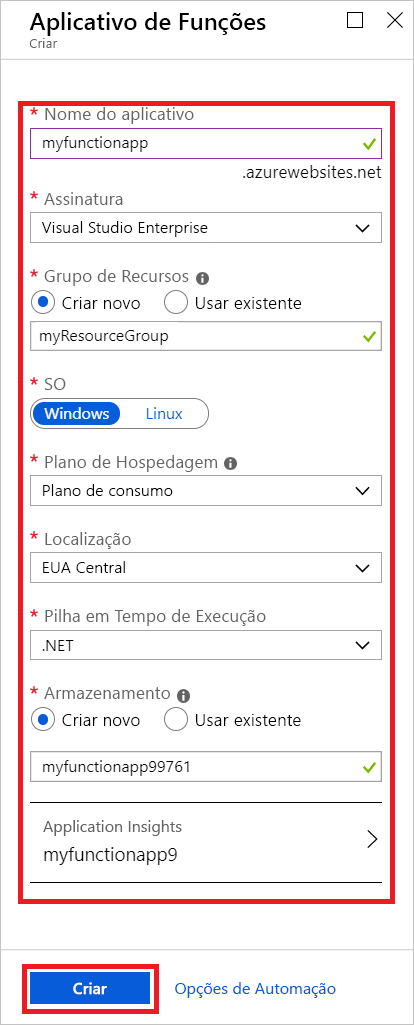 Aplicativo de Funções
Criar
* Nome do aplicativo
myfunctionapp
.azurewebsites.net
* Assinatura
Visual Studio Enterprise
* Grupo de Recursos
Criar novo Usar existente
myResourceGroup
* SO
Windows Linux
* Plano de Hospedagem
Plano de consumo
* Localização
EUA Central
* Pilha em Tempo de Execução
.NET
* Armazenamento
Criar novo Usar existente
myfunctionapp99761
Application Insights
myfunctionapp9
Criar Opções de Automação